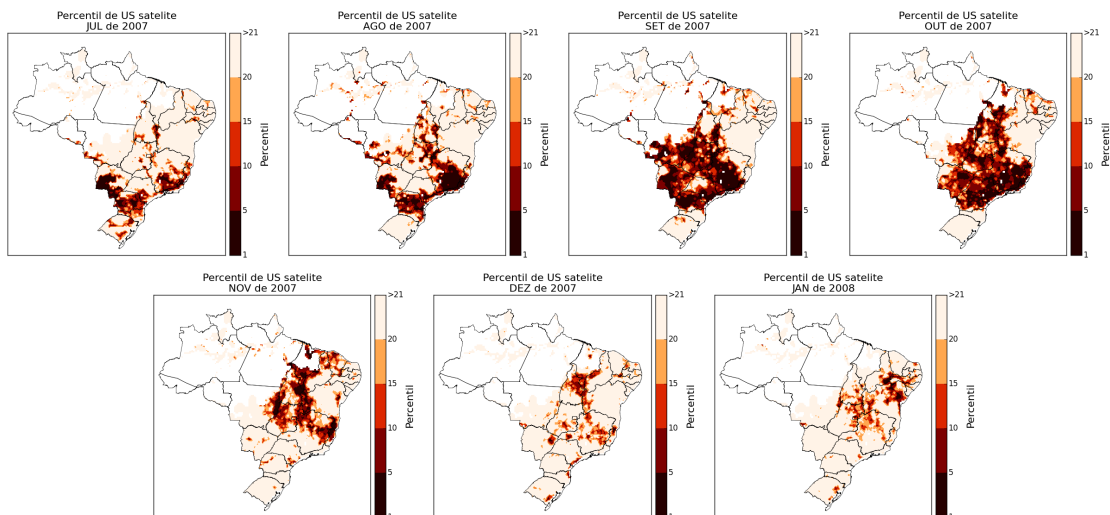 Percentil de US satelite
JUL de 2007
>21
20
15
10
5
1
Percentil
Percentil de US satelite
AGO de 2007
>21
20
15
10
5
1
Percentil
Percentil de US satelite
SET de 2007
>21
20
15
10
5
1
Percentil
Percentil de US satelite
OUT de 2007
>21
20
15
10
5
1
Percentil
Percentil de US satelite
NOV de 2007
>21
20
15
10
5
1
Percentil
Percentil de US satelite
DEZ de 2007
>21
20
15
10
5
1
Percentil
Percentil de US satelite
JAN de 2008
>21
20
15
10
5
1
Percentil